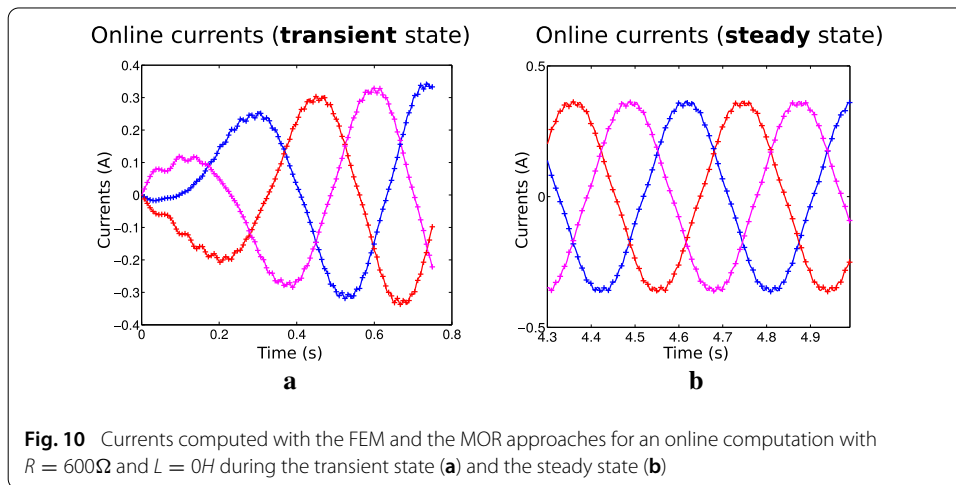 Online currents (transient state)
0.4
0.3
0.2
0.1
0
−0.1
−0.2
−0.3
−0.4
Currents (A)
0 0.2 0.4 0.6 0.8
Time (s)
a
Online currents (steady state)
0.5
0
−0.5
Currents (A)
4.3 4.4 4.5 4.6 4.7 4.8 4.9
Time (s)
b
Fig. 10 Currents computed with the FEM and the MOR approaches for an online computation with
R = 600Ω and L = 0H during the transient state (a) and the steady state (b)